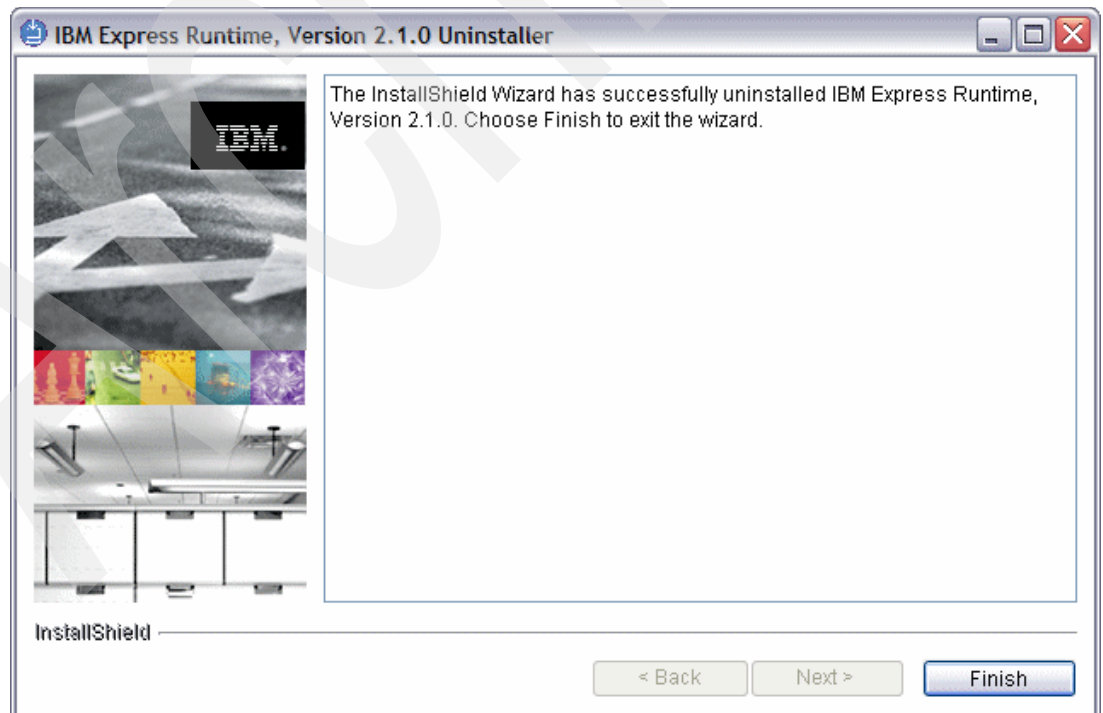 IBM Express Runtime, Version 2.1.0 Uninstaller
The InstallShield Wizard has successfully uninstalled IBM Express Runtime,
Version 2.1.0. Choose Finish to exit the wizard.
IBM.
InstallShield
< Back
Next >
Finish